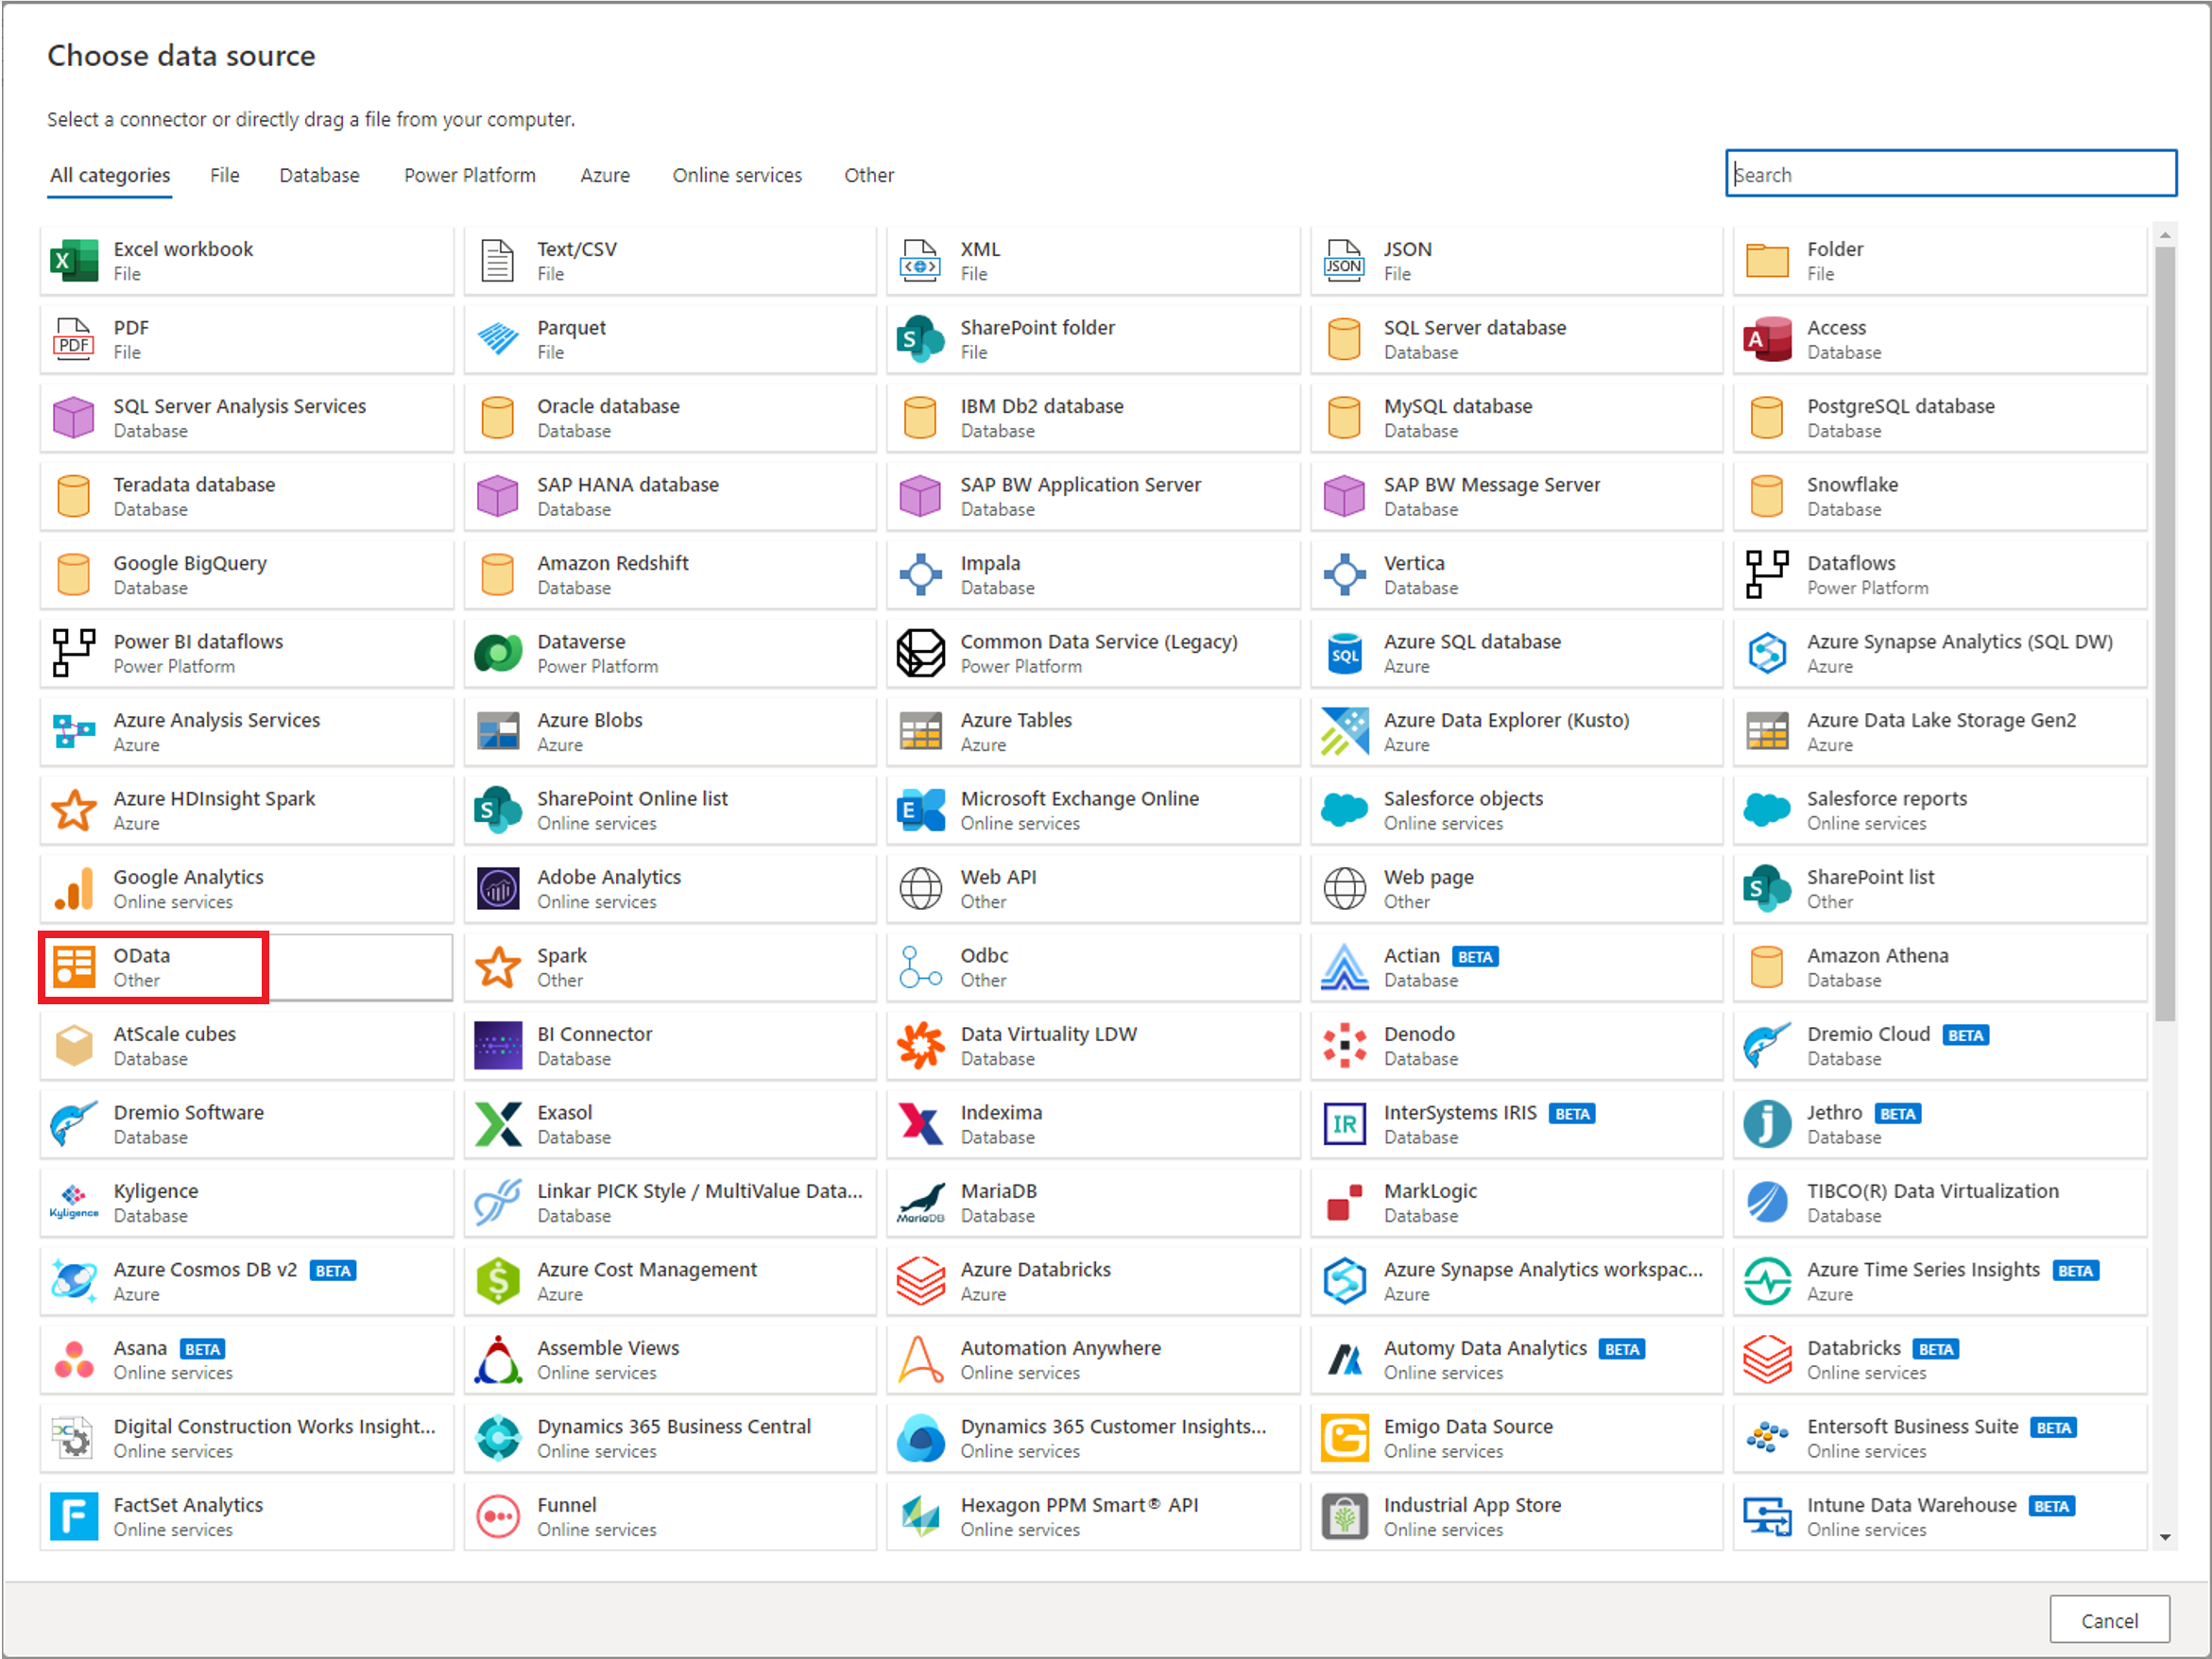 Choose data source
Select a connector or directly drag a file from your computer.
All categories File Database Power Platform Azure Online services Other Search
Excel workbook Text/CSV XML JSON Folder
File File File JSON File File
PDF Parquet SharePoint folder SQL Server database Access
PDF File File File Database Database
SQL Server Analysis Services Oracle database IBM Db2 database MySQL database PostgreSQL database
Database Database Database Database Database
Teradata database SAP HANA database SAP BW Application Server SAP BW Message Server Snowflake
Database Database Database Database Database
Google BigQuery Amazon Redshift Impala Vertica Dataflows
Database Database Database Database Power Platform
Power BI dataflows Dataverse Common Data Service (Legacy) Azure SQL database Azure Synapse Analytics (SQL DW)
Power Platform Power Platform Power Platform SQL Azure Azure
Azure Analysis Services Azure Blobs Azure Tables Azure Data Explorer (Kusto) Azure Data Lake Storage Gen2
Azure Azure Azure Azure Azure
Azure HDInsight Spark SharePoint Online list Microsoft Exchange Online Salesforce objects Salesforce reports
Azure Online services Online services Online services Online services
Google Analytics Adobe Analytics Web API Web page SharePoint list
Online services Online services Other Other Other
OData Spark Odbc Actian BETA Amazon Athena
Other Other Other Database Database
AtScale cubes BI Connector Data Virtuality LDW Denodo Dremio Cloud BETA
Database Database Database Database Database
Dremio Software Exasol Indexima InterSystems IRIS BETA Jethro BETA
Database Database Database IR Database Database
Kyligence Linkar PICK Style / MultiValue Data... MariaDB MarkLogic TIBCO(R) Data Virtualization
Kyligence Database Database MariaDB Database Database Database
Azure Cosmos DB v2 BETA Azure Cost Management Azure Databricks Azure Synapse Analytics workspac... Azure Time Series Insights BETA
Azure Azure Azure Azure Azure
Asana BETA Assemble Views Automation Anywhere Automy Data Analytics BETA Databricks BETA
Online services Online services Online services Online services Online services
Digital Construction Works Insight... Dynamics 365 Business Central Dynamics 365 Customer Insights... Emigo Data Source Entersoft Business Suite BETA
Online services Online services Online services Online services Online services
FactSet Analytics Funnel Hexagon PPM Smart® API Industrial App Store Intune Data Warehouse BETA
Online services Online services Online services Online services Online services
Cancel